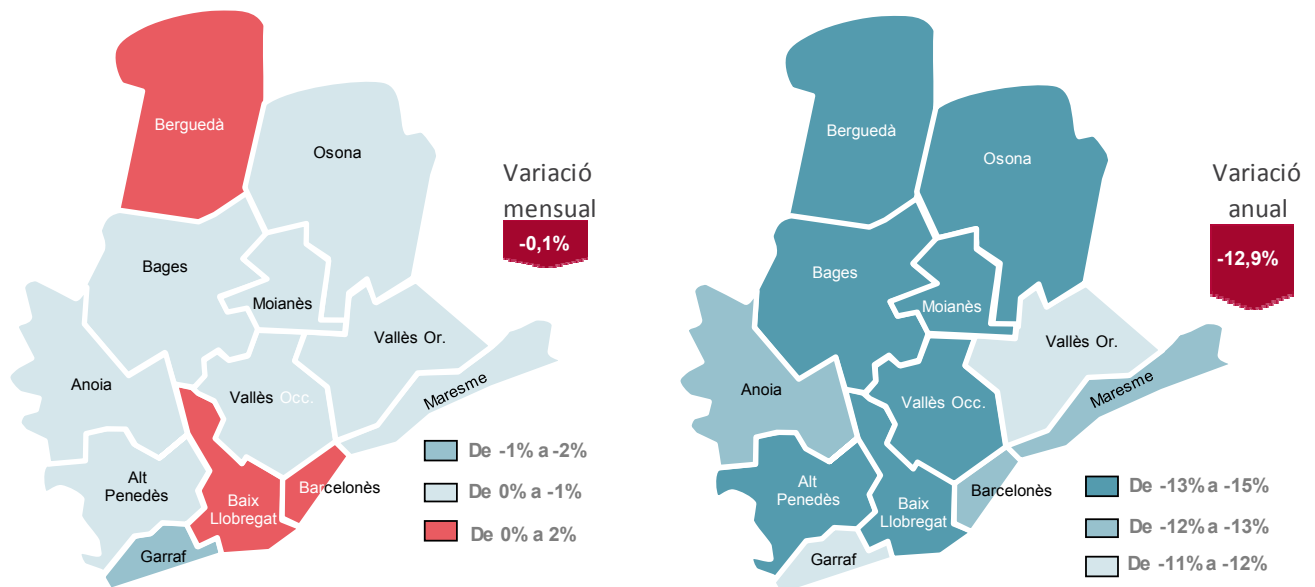 Berguedà
Osona
Variació
mensual
-0,1%
Bages
Moianès
Vallès Or.
Anoia
Vallès Occ.
Maresme
De -1% a -2%
Alt
Penedès
De 0% a -1%
Barcelonès
Baix
Llobregat
De 0% a 2%
Garraf
Berguedà
Osona
Variació
anual
-12,9%
Bages
Moianès
Vallès Or.
Maresme
Anoia
Vallès Occ.
Alt
Penedès
Barcelonès
De -13% a -15%
Baix
Llobregat
De -12% a -13%
Garraf
De -11% a -12%